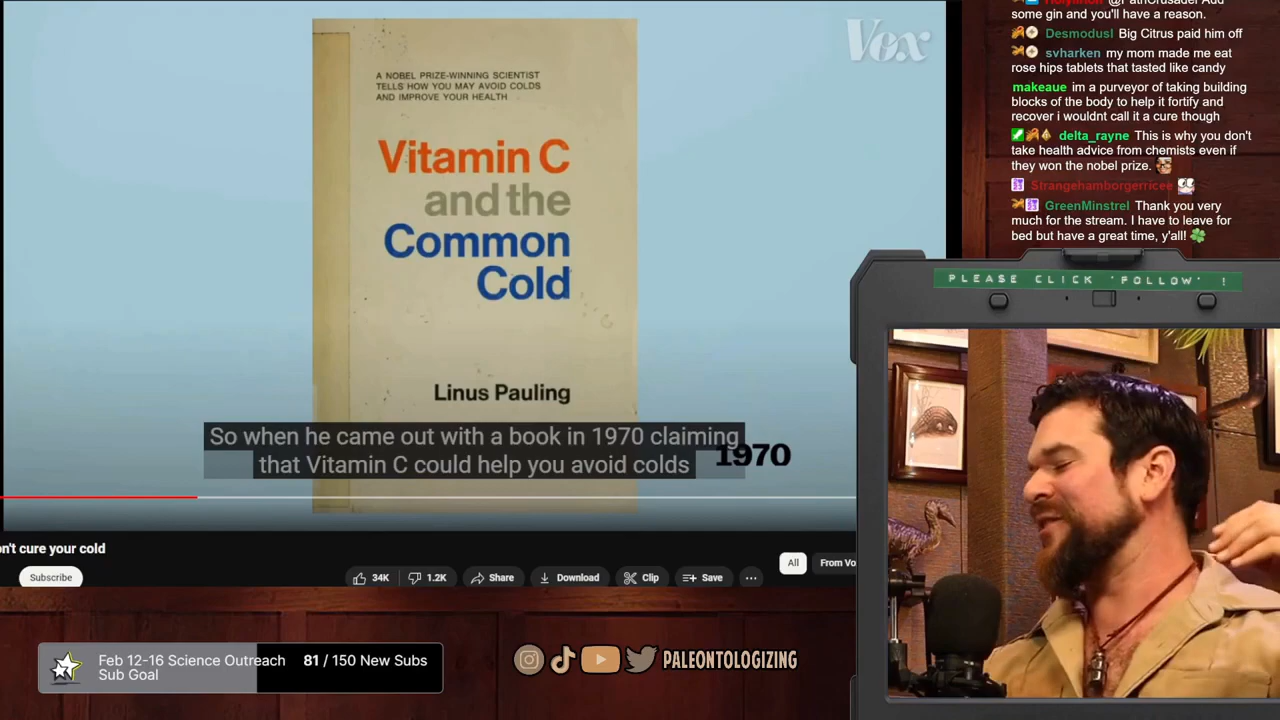 Vox
A NOBEL PRIZE-WINNING SCIENTIST
TELLS HOW YOU MAY AVOID COLDS
AND IMPROVE YOUR HEALTH
Vitamin C
and the
Common
Cold
Linus Pauling
So when he came out with a book in 1970 claiming
that Vitamin C could help you avoid colds
1970
n't cure your cold
Subscribe
34K
1.2K
Share
Download
Clip
Save
...
All
From Vo
some gin and you'll have a reason.
Desmodusl Big Citrus paid him off
svharken my mom made me eat
rose hips tablets that tasted like candy
makeaue im a purveyor of taking building
blocks of the body to help it fortify and
recover i wouldnt call it a cure though
delta_rayne This is why you don't
take health advice from chemists even if
they won the nobel prize.
Strangehamborgerricee
GreenMinstrel Thank you very
much for the stream. I have to leave for
bed but have a great time, y'all!
PLEASE CLICK 'FOLLOW' !
Feb 12-16 Science Outreach
Sub Goal
81 / 150 New Subs
PALEONTOLOGIZING